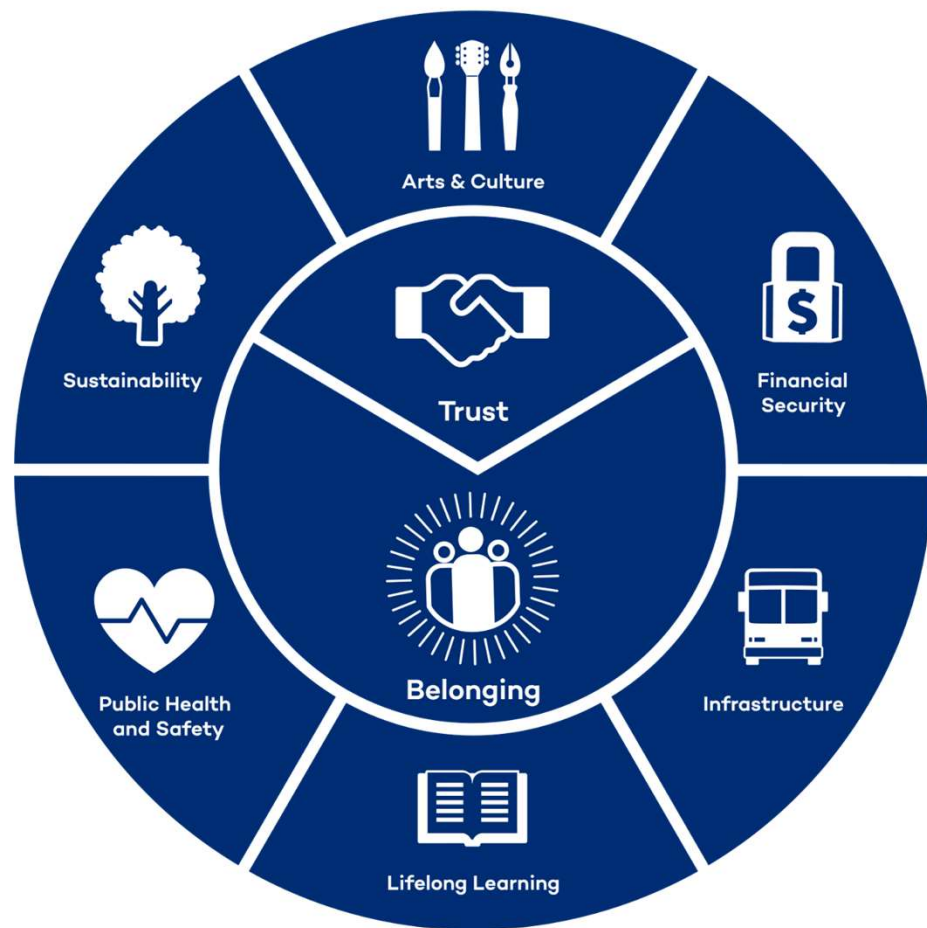 Arts & Culture
Sustainability
Trust
$
Financial
Security
Public Health
and Safety
Belonging
Infrastructure
Lifelong Learning